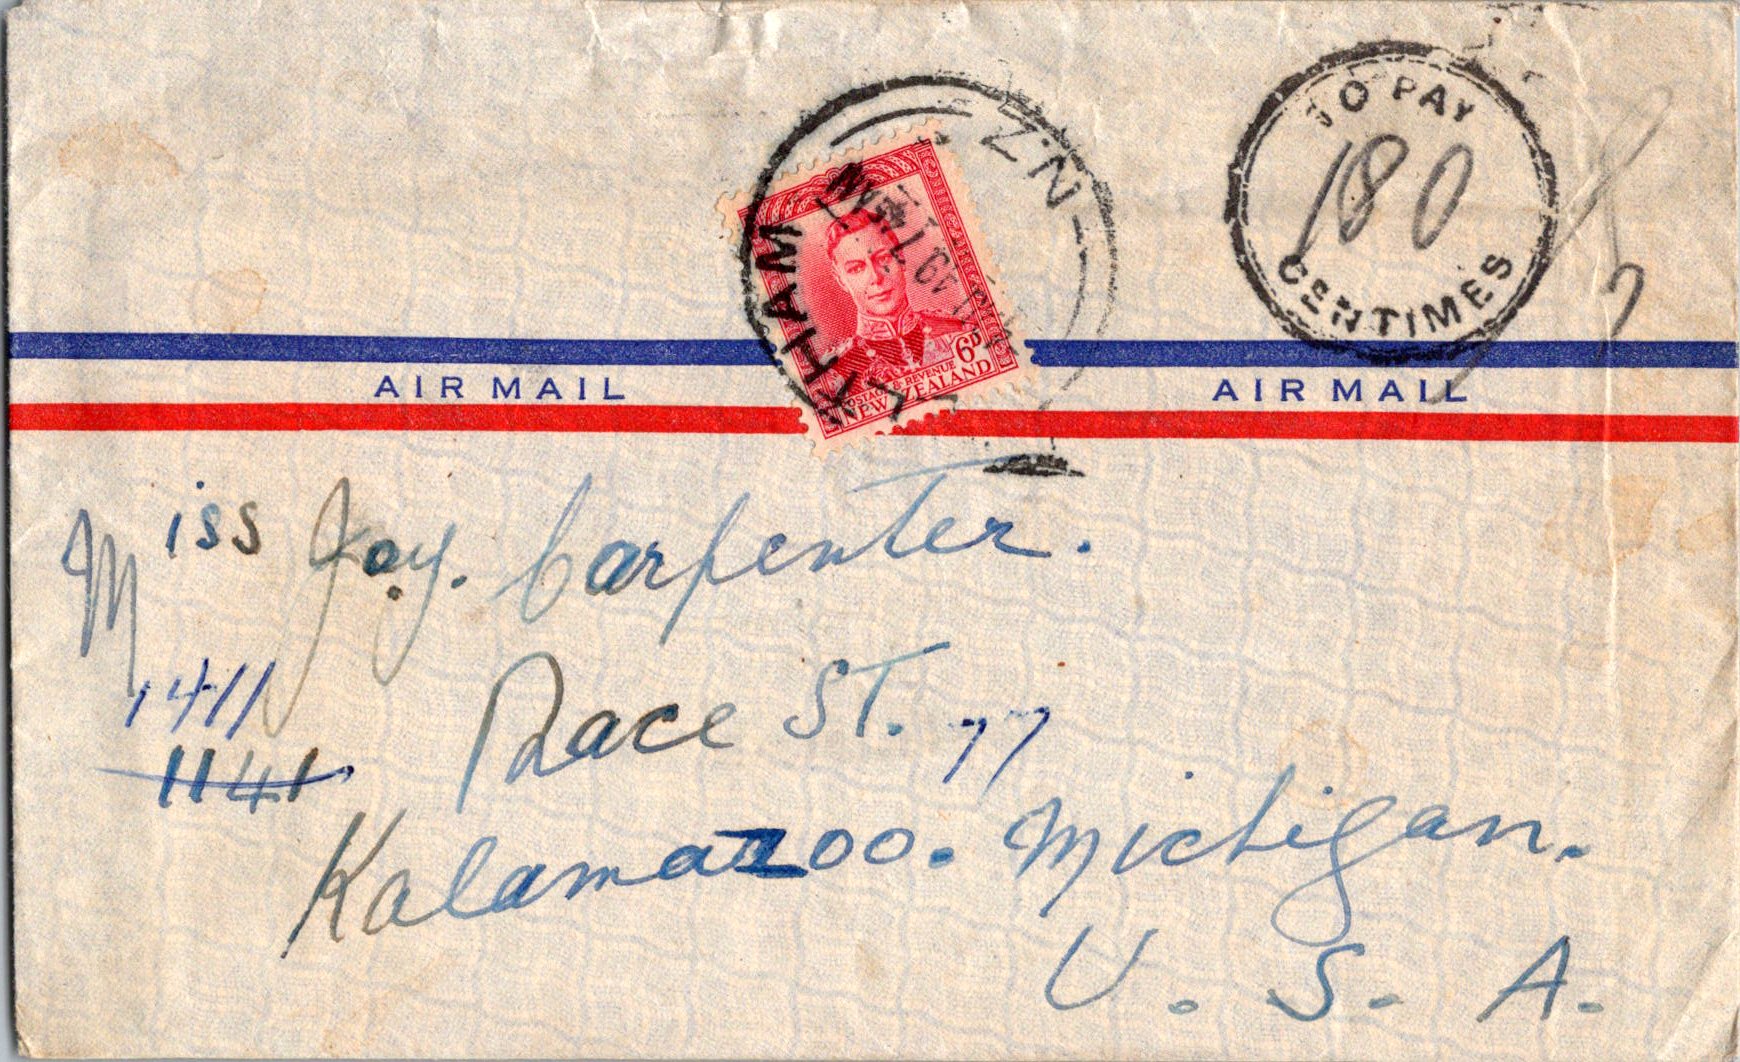 TO PAY
180
CENTIMES
N.Z
6D
POSTAGE & REVENUE
NEW ZEALAND
AIR MAIL AIR MAIL
Miss Joy. Carpenter.
1411
1141 Race ST. 77
Kalamazoo. Michigan.
U. S. A.